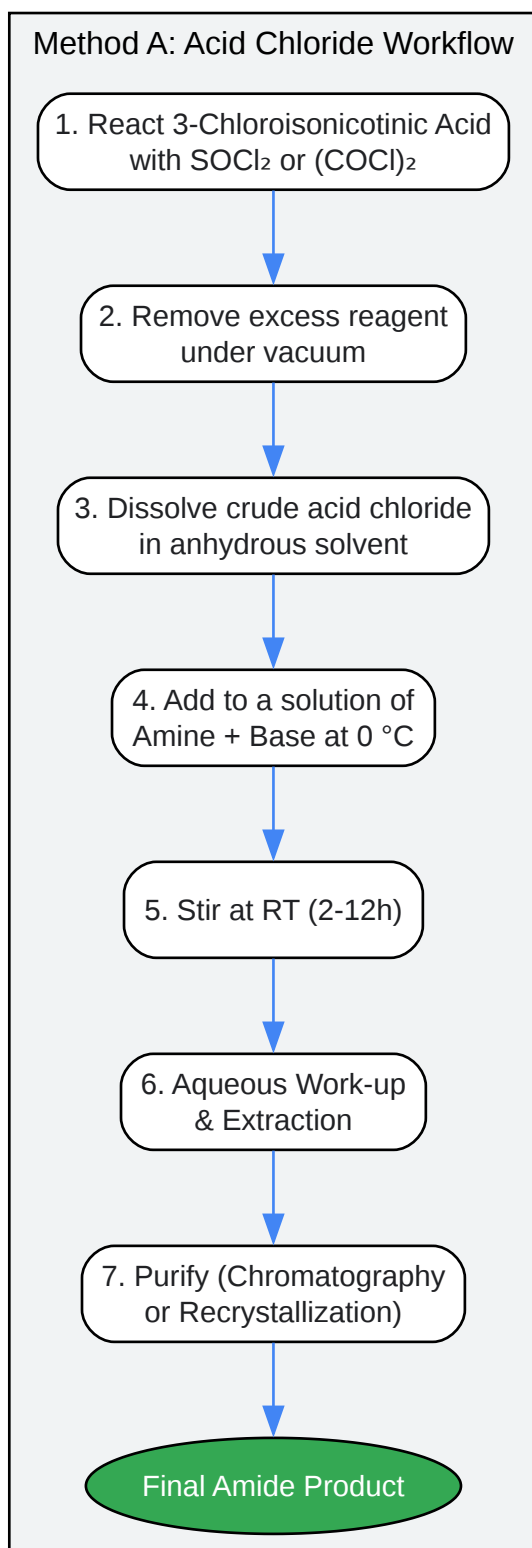 Method A: Acid Chloride Workflow
1. React 3-Chloroisonicotinic Acid
with SOCl₂ or (COCl)₂
2. Remove excess reagent
under vacuum
3. Dissolve crude acid chloride
in anhydrous solvent
4. Add to a solution of
Amine + Base at 0 °C
5. Stir at RT (2-12h)
6. Aqueous Work-up
& Extraction
7. Purify (Chromatography
or Recrystallization)
Final Amide Product